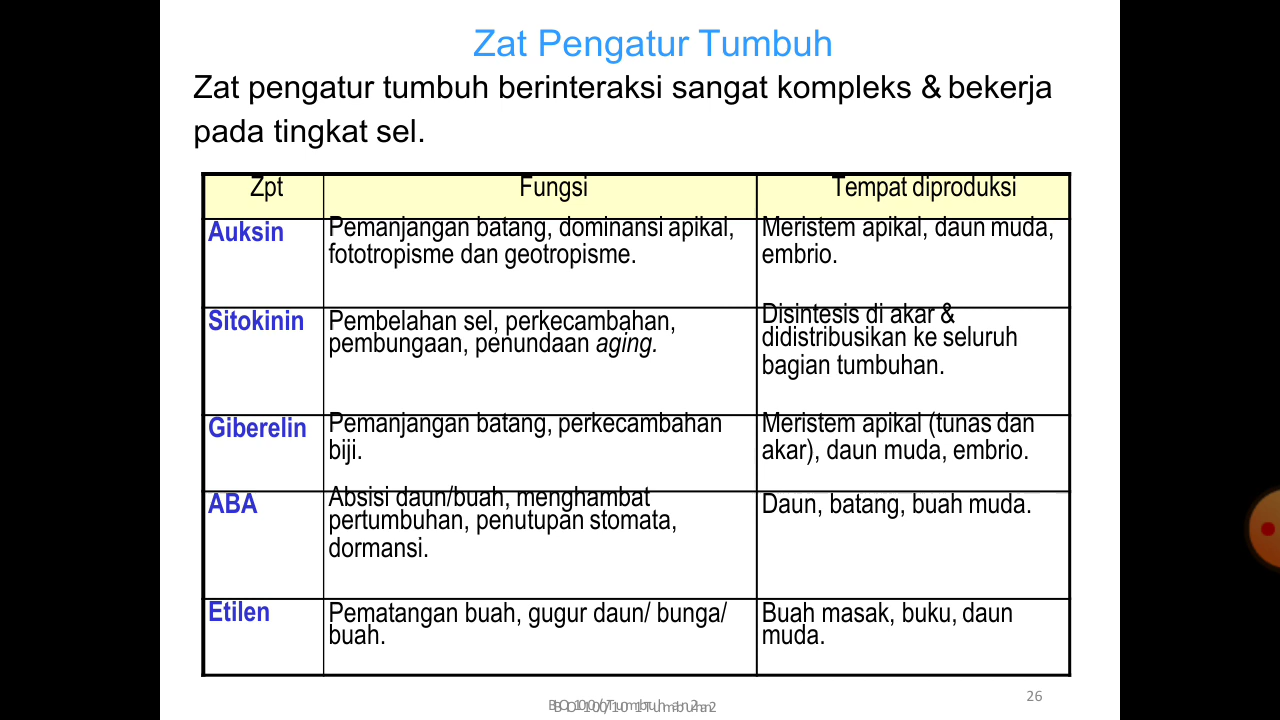 Zat Pengatur Tumbuh
Zat pengatur tumbuh berinteraksi sangat kompleks & bekerja
pada tingkat sel.
Zpt Fungsi Tempat diproduksi
Auksin
Pemanjangan batang, dominansi apikal,
fototropisme dan geotropisme.
Meristem apikal, daun muda,
embrio.
Sitokinin
Pembelahan sel, perkecambahan,
pembungaan, penundaan aging.
Disintesis di akar &
didistribusikan ke seluruh
bagian tumbuhan.
Giberelin
Pemanjangan batang, perkecambahan
biji.
Meristem apikal (tunas dan
akar), daun muda, embrio.
ABA
Absisi daun/buah, menghambat
pertumbuhan, penutupan stomata,
dormansi.
Daun, batang, buah muda.
Etilen
Pematangan buah, gugur daun/ bunga/
buah.
Buah masak, buku, daun
muda.
26